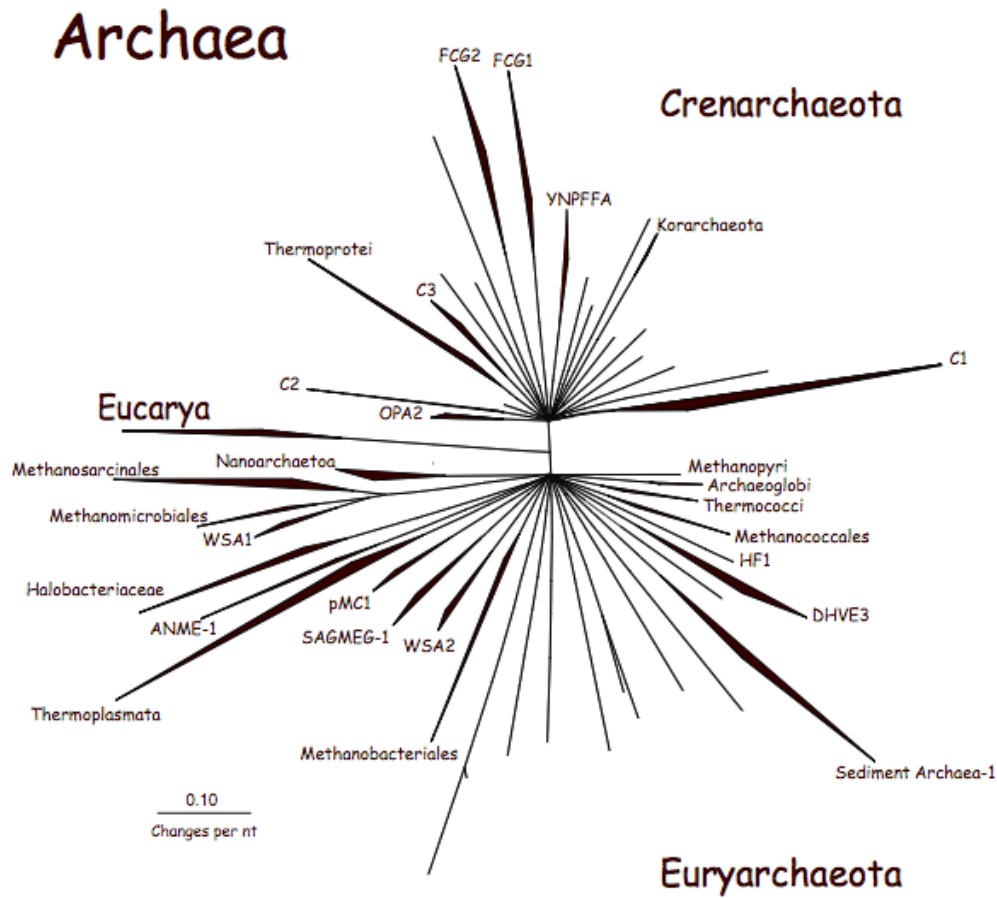 Archaea
FCG2
FCG1
Crenarchaeota
YNPFFA
Korarchaeota
Thermoprotei
C3
C1
C2
OPA2
Eucarya
Nanoarchaetoa
Methanosarcinales
Methanopyri
Archaeoglobi
Thermococci
Methanomicrobiales
WSA1
Methanococcales
HF1
Halobacteriaceae
pMC1
ANME-1
SAGMEG-1
WSA2
DHVE3
Thermoplasmata
Methanobacteriales
Sediment Archaea-1
0.10
Changes per nt
Euryarchaeota